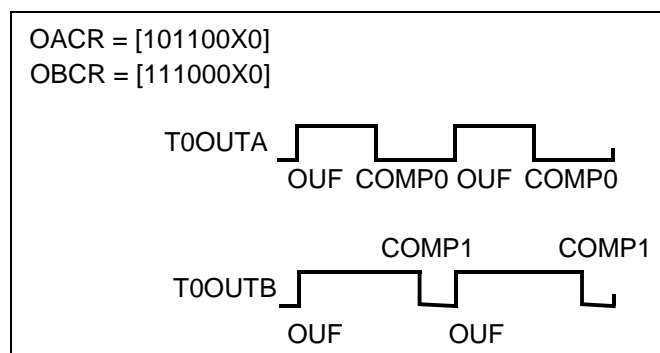 OACR = [101100X0]
OBCR = [111000X0]
T0OUTA
OUF COMP0 OUF COMP0
COMP1 COMP1
T0OUTB
OUF OUF